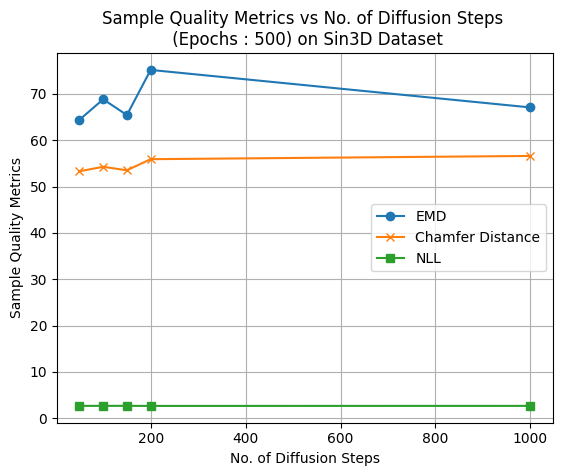 Sample Quality Metrics vs No. of Diffusion Steps
(Epochs : 500) on Sin3D Dataset
Sample Quality Metrics
70
60
50
40
30
20
10
0
EMD
Chamfer Distance
NLL
200
400
600
800
1000
No. of Diffusion Steps